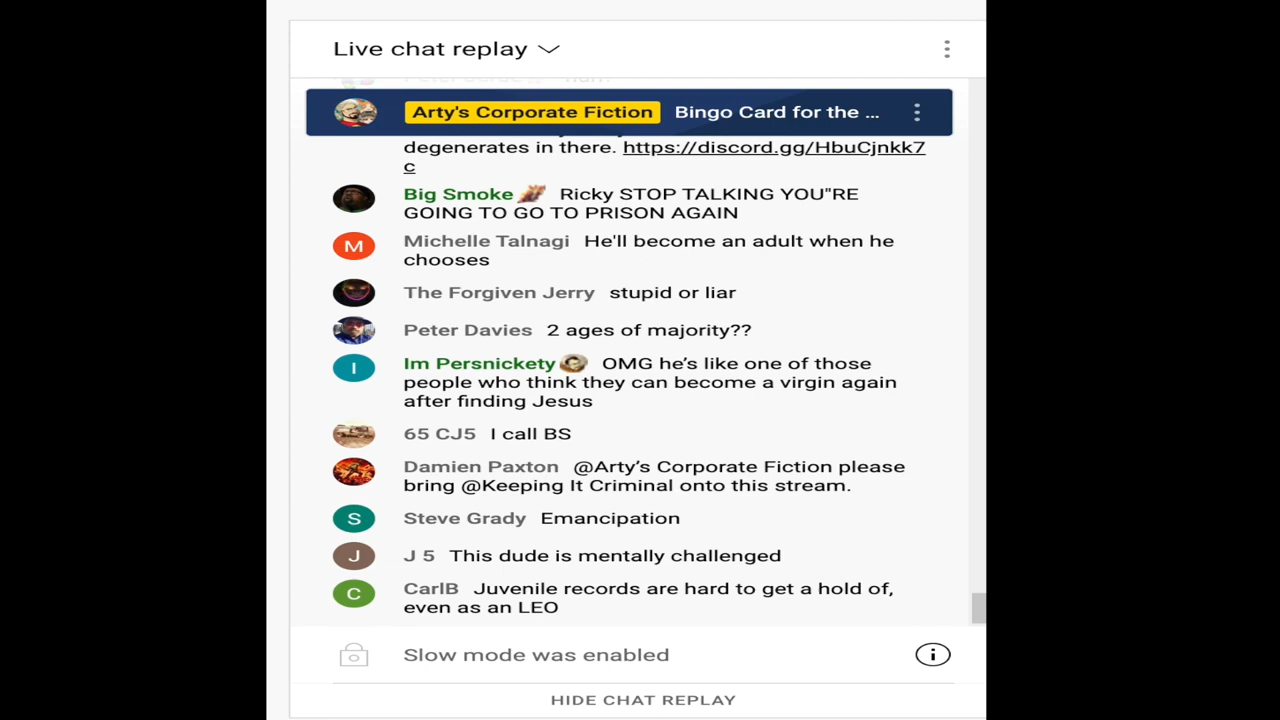 Live chat replay
Arty's Corporate Fiction Bingo Card for the ...
degenerates in there. https://discord.gg/HbuCjnkk7
c
Big Smoke Ricky STOP TALKING YOU"RE
GOING TO GO TO PRISON AGAIN
M
Michelle Talnagi He'll become an adult when he
chooses
The Forgiven Jerry stupid or liar
Peter Davies 2 ages of majority??
I
Im Persnickety OMG he’s like one of those
people who think they can become a virgin again
after finding Jesus
65 CJ5 I call BS
Damien Paxton @Arty’s Corporate Fiction please
bring @Keeping It Criminal onto this stream.
S
Steve Grady Emancipation
J
J 5 This dude is mentally challenged
C
CarlB Juvenile records are hard to get a hold of,
even as an LEO
Slow mode was enabled
HIDE CHAT REPLAY